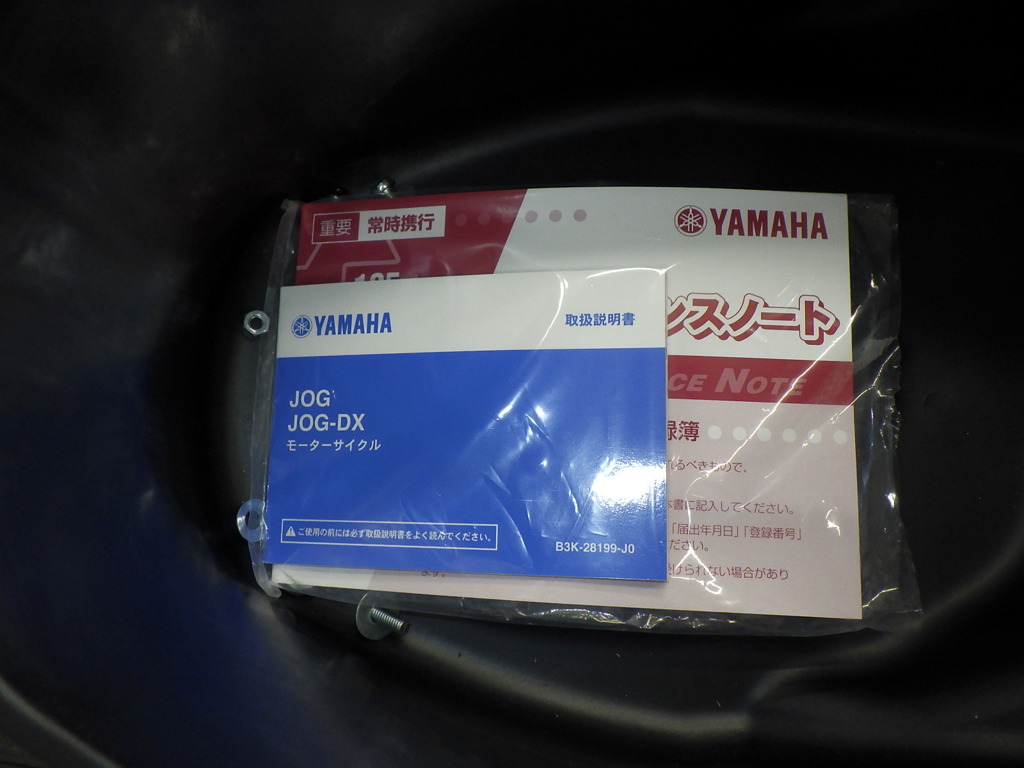 重要 常時携行
YAMAHA
125
ンスノート
CE NOTE
録簿
YAMAHA
取扱説明書
JOG
JOG-DX
モーターサイクル
ご使用の前には必ず取扱説明書をよく読んでください。
B3K-28199-J0
るべきもので、
本書に記入してください。
「届出年月日」「登録番号」
ださい。
けられない場合があり
ます。